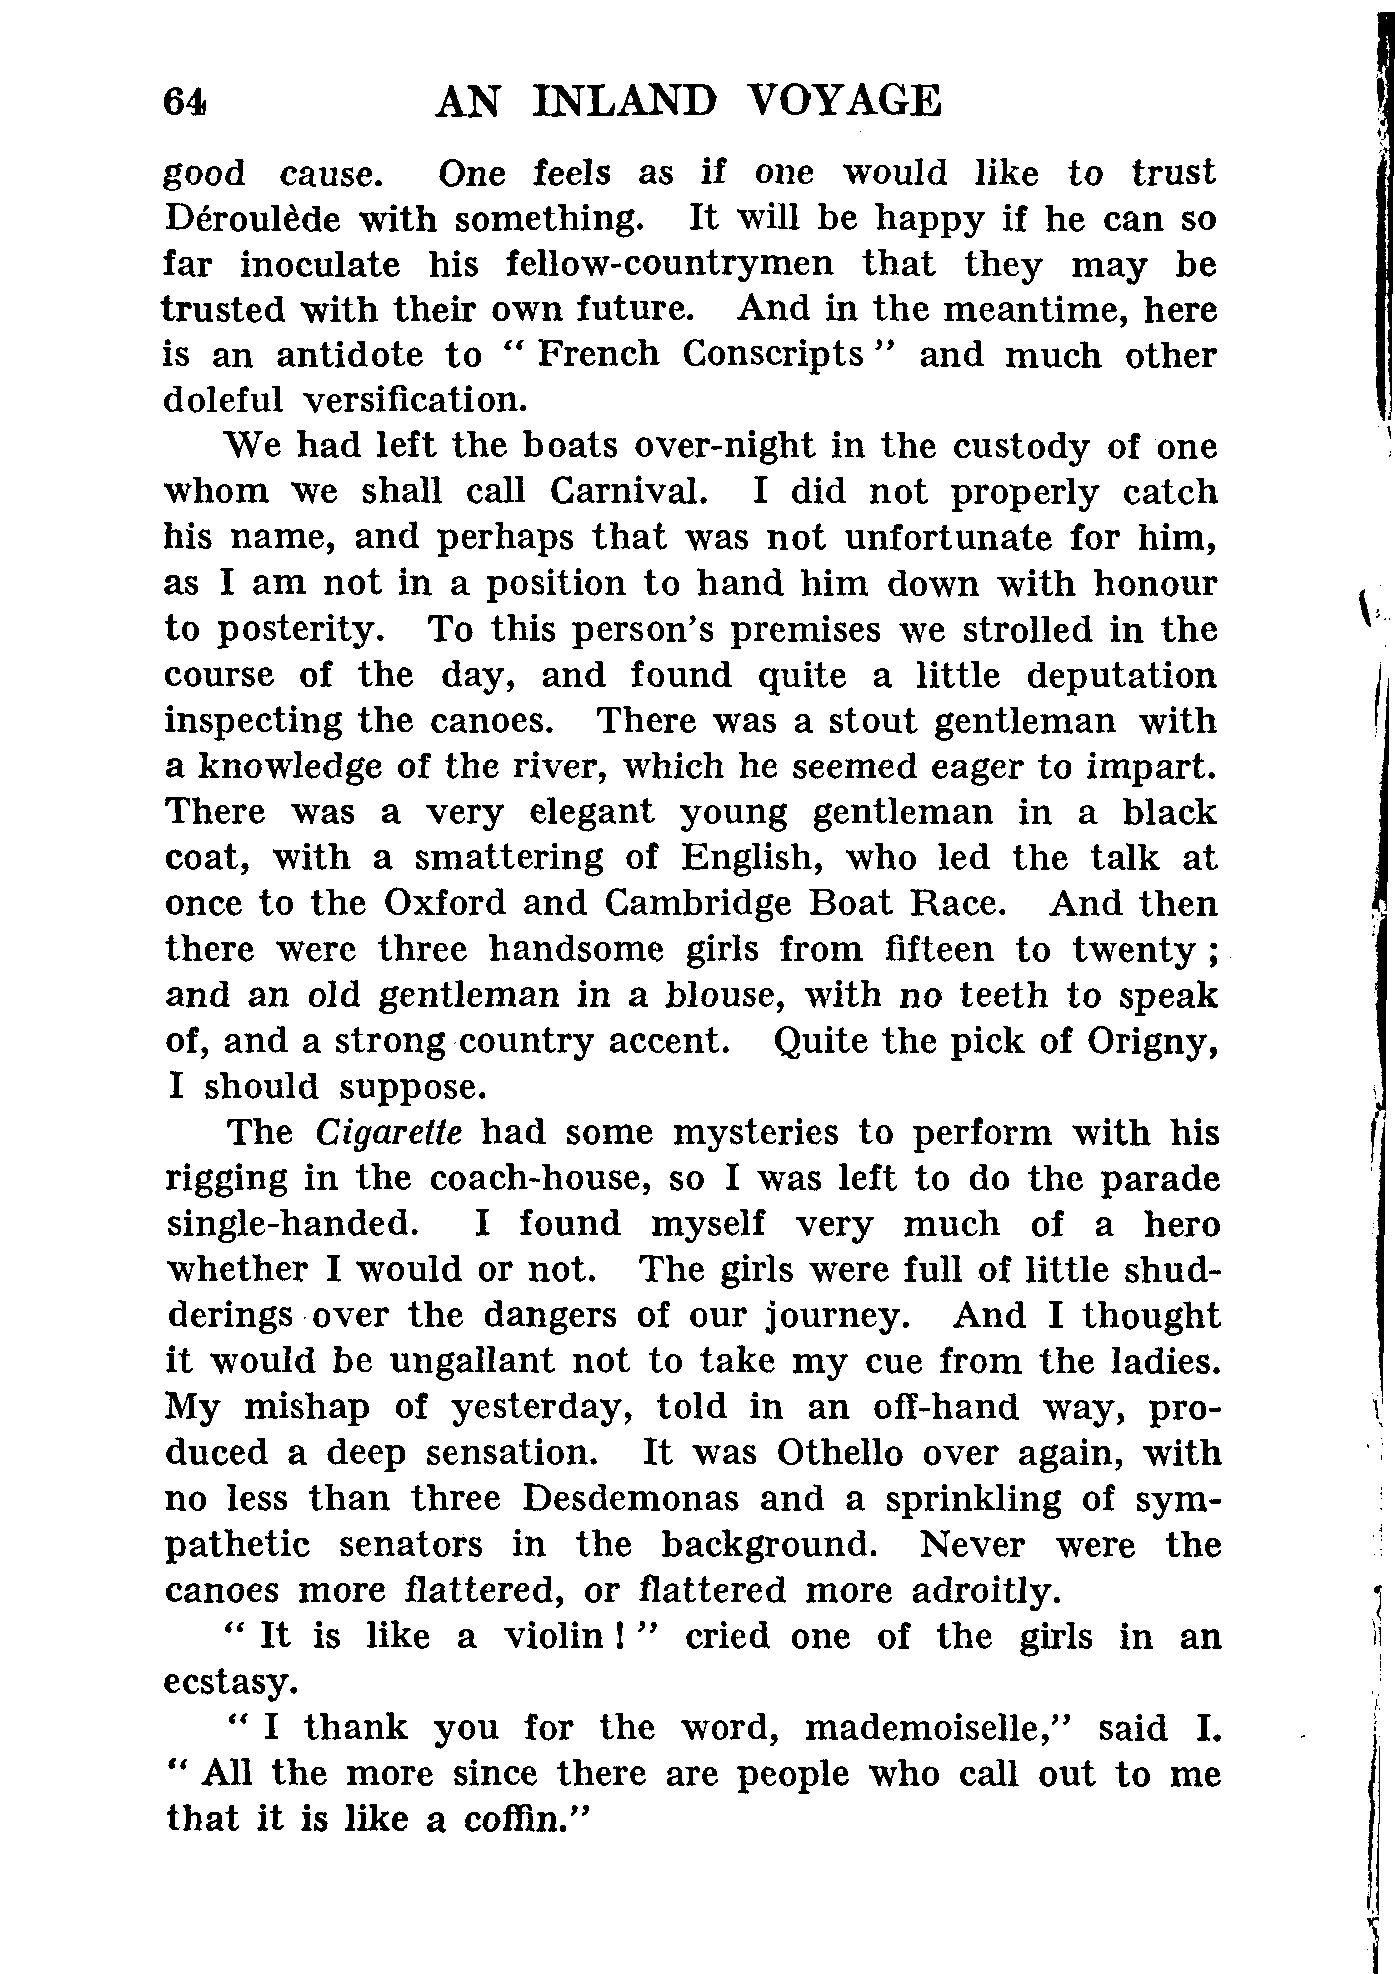 64 AN INLAND VOYAGE
good cause. One feels as if one would like to trust
Déroulède with something. It will be happy if he can so
far inoculate his fellow-countrymen that they may be
trusted with their own future. And in the meantime, here
is an antidote to “ French Conscripts ” and much other
doleful versification.
We had left the boats over-night in the custody of one
whom we shall call Carnival. I did not properly catch
his name, and perhaps that was not unfortunate for him,
as I am not in a position to hand him down with honour
to posterity. To this person’s premises we strolled in the
course of the day, and found quite a little deputation
inspecting the canoes. There was a stout gentleman with
a knowledge of the river, which he seemed eager to impart.
There was a very elegant young gentleman in a black
coat, with a smattering of English, who led the talk at
once to the Oxford and Cambridge Boat Race. And then
there were three handsome girls from fifteen to twenty ;
and an old gentleman in a blouse, with no teeth to speak
of, and a strong country accent. Quite the pick of Origny,
I should suppose.
The Cigarette had some mysteries to perform with his
rigging in the coach-house, so I was left to do the parade
single-handed. I found myself very much of a hero
whether I would or not. The girls were full of little shud-
derings over the dangers of our journey. And I thought
it would be ungallant not to take my cue from the ladies.
My mishap of yesterday, told in an off-hand way, pro-
duced a deep sensation. It was Othello over again, with
no less than three Desdemonas and a sprinkling of sym-
pathetic senators in the background. Never were the
canoes more flattered, or flattered more adroitly.
“ It is like a violin ! ” cried one of the girls in an
ecstasy.
“ I thank you for the word, mademoiselle,” said I.
“ All the more since there are people who call out to me
that it is like a coffin.”